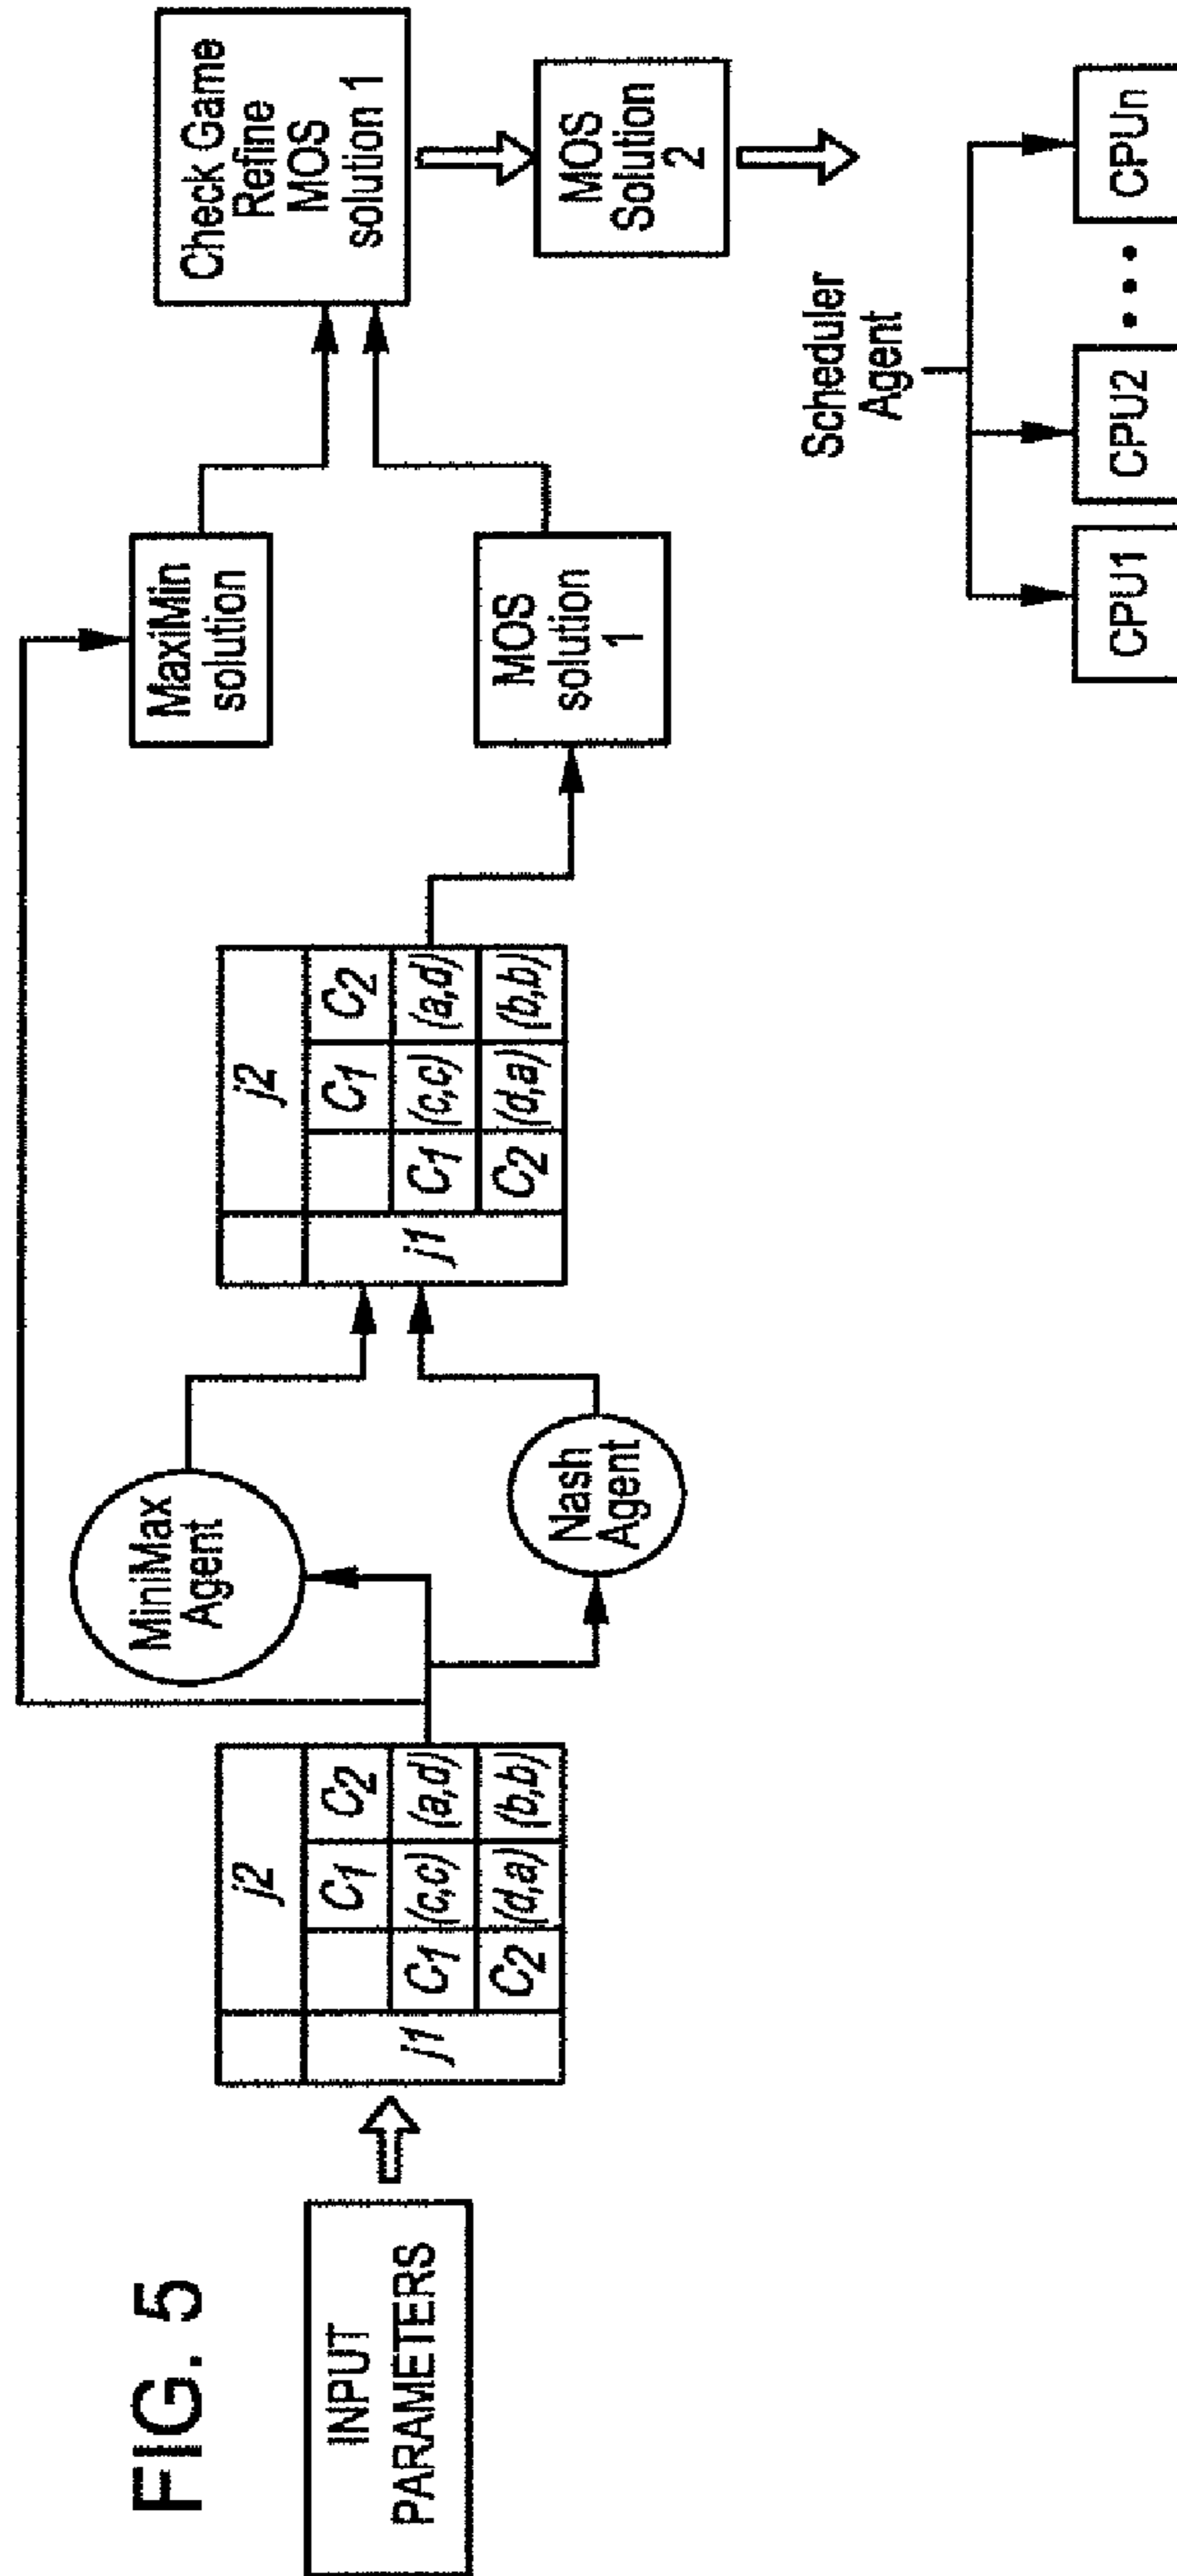 FIG. 5
INPUT
PARAMETERS
j2
C1 C2
j1 C1 (c,c) (a,d)
C2 (d,a) (b,b)
MiniMax
Agent
Nash
Agent
j2
C1 C2
j1 C1 (c,c) (a,d)
C2 (d,a) (b,b)
MaxiMin
solution
MOS
solution
1
Check Game
Refine
MOS
solution 1
MOS
Solution
2
Scheduler
Agent
CPU1 CPU2 • • • CPUn